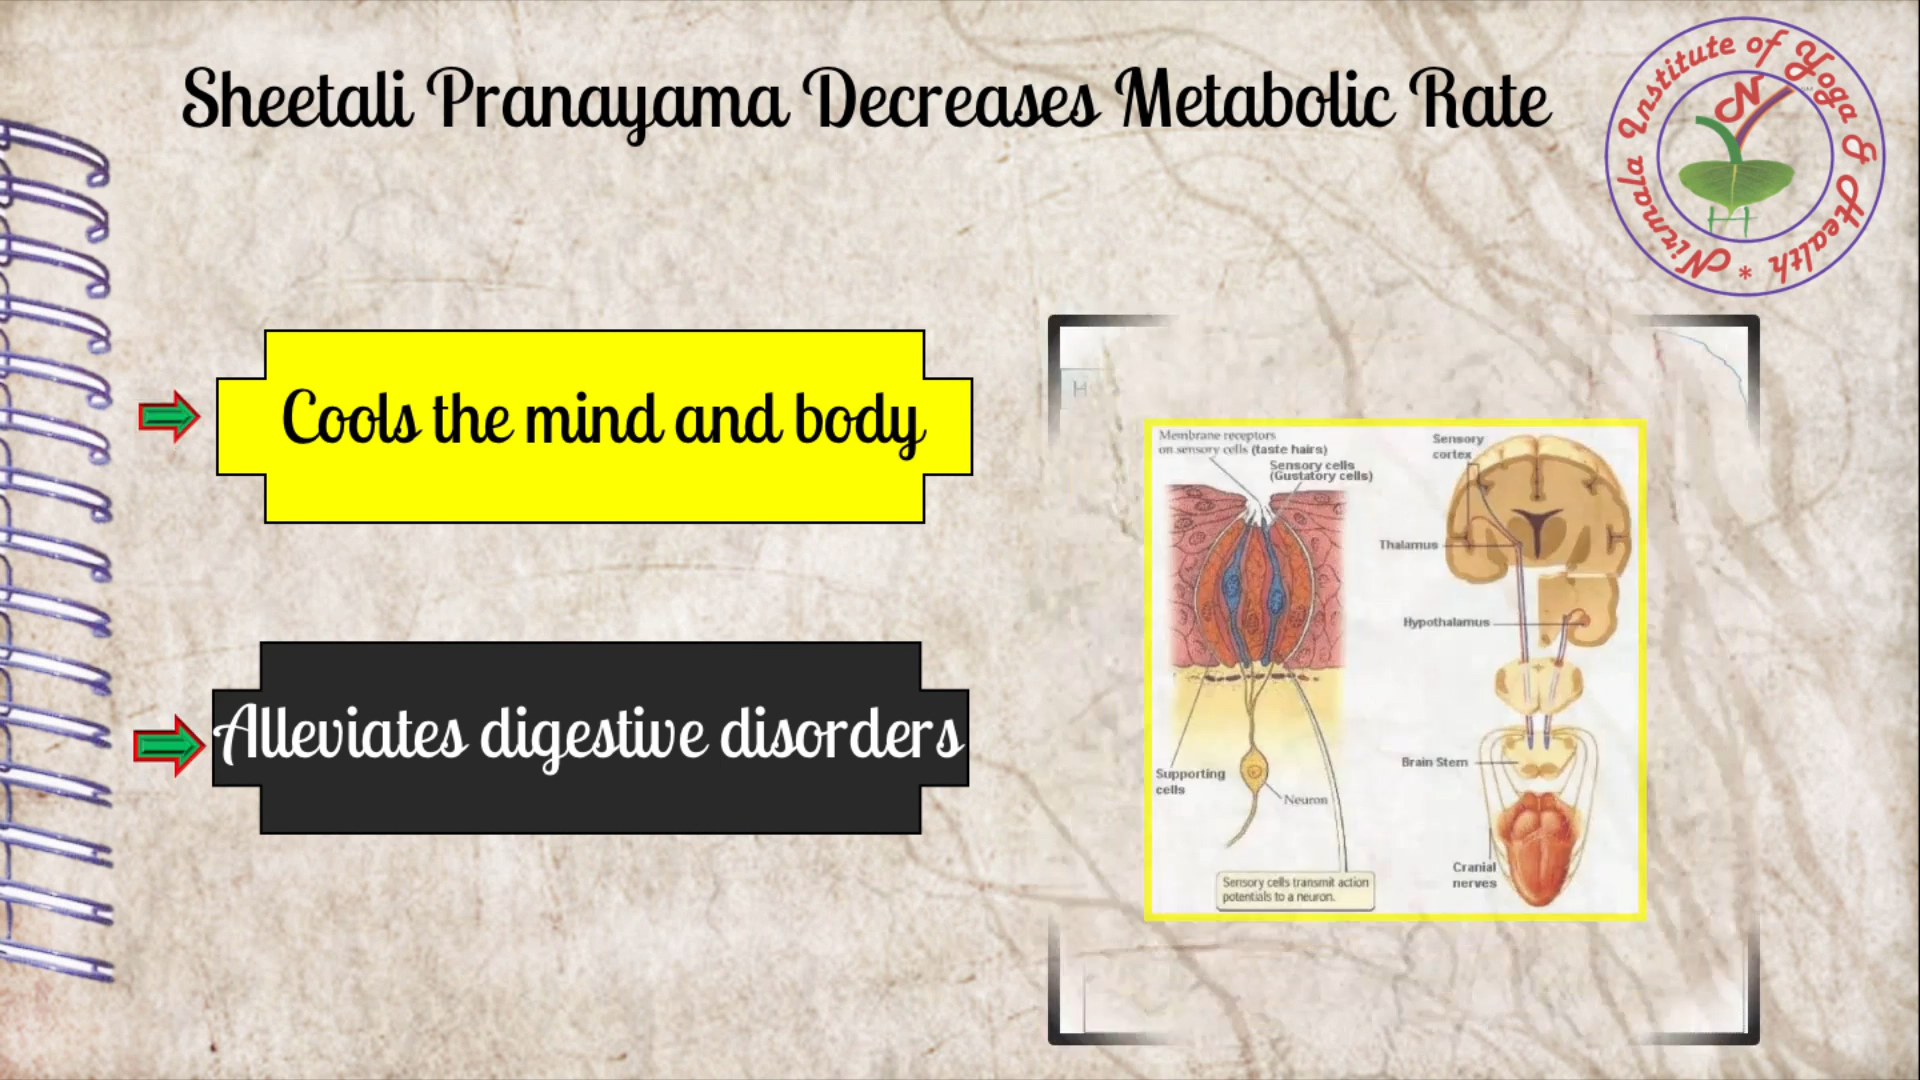 Sheetali Pranayama Decreases Metabolic Rate
Nirmala Institute of Yoga & Health *
Cools the mind and body
Alleviates digestive disorders
H
Membrane receptors
on sensory cells (taste hairs)
Sensory cells
(Gustatory cells)
Sensory
cortex
Thalamus
Hypothalamus
Brain Stem
Supporting
cells
Neuron
Cranial
nerves
Sensory cells transmit action
potentials to a neuron.